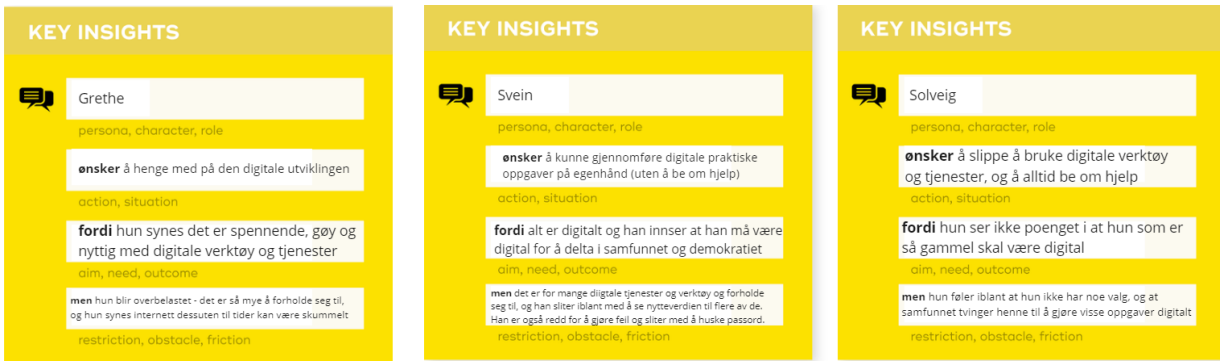 KEY INSIGHTS
Grethe
persona, character, role
ønsker å henge med på den digitale utviklingen
action, situation
fordi hun synes det er spennende, gøy og
nyttig med digitale verktøy og tjenester
aim, need, outcome
men hun blir overbelastet - det er så mye å forholde seg til,
og hun synes internett dessuten til tider kan være skummelt
restriction, obstacle, friction
KEY INSIGHTS
Svein
persona, character, role
ønsker å kunne gjennomføre digitale praktiske
oppgaver på egenhånd (uten å be om hjelp)
action, situation
fordi alt er digitalt og han innser at han må være
digital for å delta i samfunnet og demokratiet
aim, need, outcome
men det er for mange diigtale tjenester og verktøy og forholde
seg til, og han sliter iblant med å se nytteverdien til flere av de.
Han er også redd for å gjøre feil og sliter med å huske passord.
restriction, obstacle, friction
KEY INSIGHTS
Solveig
persona, character, role
ønsker å slippe å bruke digitale verktøy
og tjenester, og å alltid be om hjelp
action, situation
fordi hun ser ikke poenget i at hun som er
så gammel skal være digital
aim, need, outcome
men hun føler iblant at hun ikke har noe valg, og at
samfunnet tvinger henne til å gjøre visse oppgaver digitalt
restriction, obstacle, friction